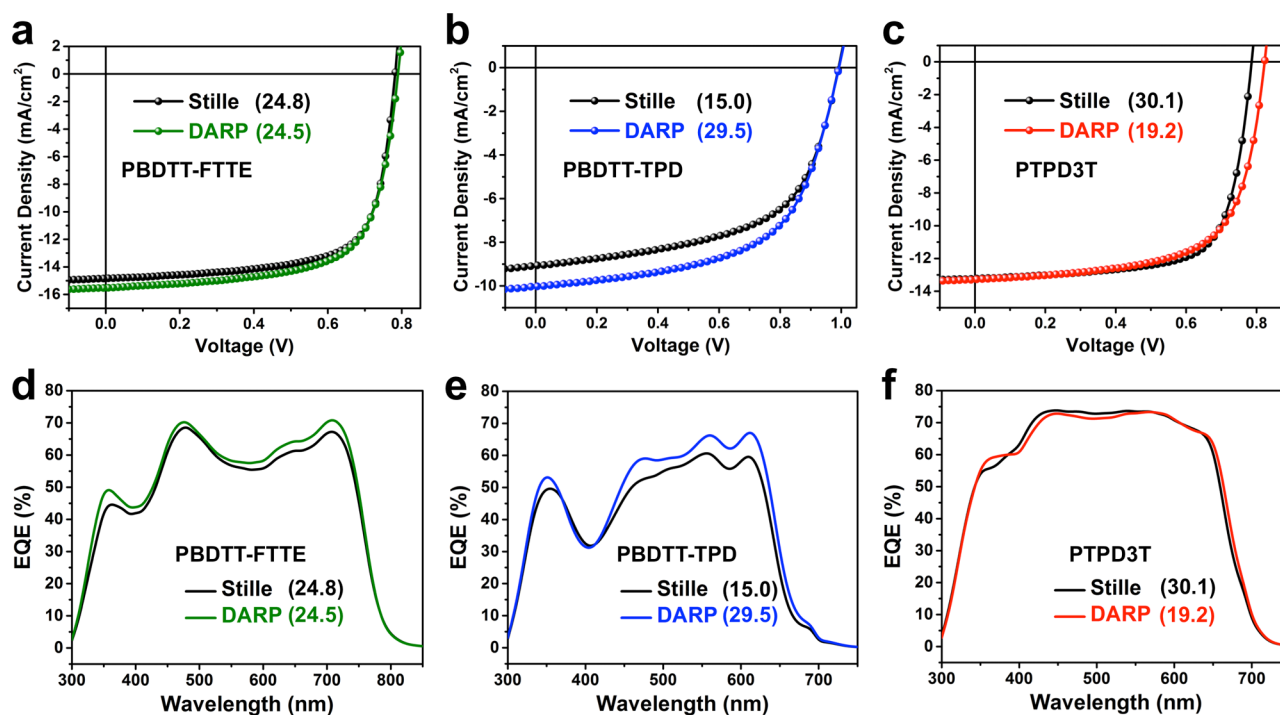 a
2
0
-2
-4
-6
-8
-10
-12
-14
-16
Current Density (mA/cm²)
Stille (24.8)
DARP (24.5)
PBDTT-FTTE
0.0 0.2 0.4 0.6 0.8
Voltage (V)
b
0
-2
-4
-6
-8
-10
Current Density (mA/cm²)
Stille (15.0)
DARP (29.5)
PBDTT-TPD
0.0 0.2 0.4 0.6 0.8 1.0
Voltage (V)
c
0
-2
-4
-6
-8
-10
-12
-14
Current Density (mA/cm²)
Stille (30.1)
DARP (19.2)
PTPD3T
0.0 0.2 0.4 0.6 0.8
Voltage (V)
d
80
70
60
50
40
30
20
10
0
EQE (%)
PBDTT-FTTE
Stille (24.8)
DARP (24.5)
300 400 500 600 700 800
Wavelength (nm)
e
80
70
60
50
40
30
20
10
0
EQE (%)
PBDTT-TPD
Stille (15.0)
DARP (29.5)
300 400 500 600 700
Wavelength (nm)
f
80
70
60
50
40
30
20
10
0
EQE (%)
PTPD3T
Stille (30.1)
DARP (19.2)
300 400 500 600 700
Wavelength (nm)